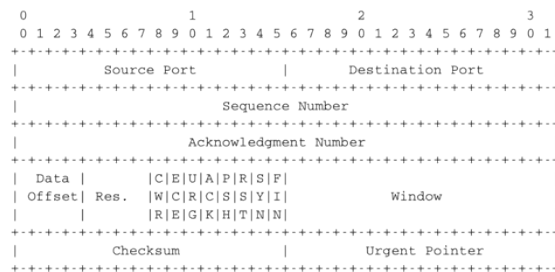 0                   1                   2                   3
 0 1 2 3 4 5 6 7 8 9 0 1 2 3 4 5 6 7 8 9 0 1 2 3 4 5 6 7 8 9 0 1
+-+-+-+-+-+-+-+-+-+-+-+-+-+-+-+-+-+-+-+-+-+-+-+-+-+-+-+-+-+-+-+-
|          Source Port          |       Destination Port
+-+-+-+-+-+-+-+-+-+-+-+-+-+-+-+-+-+-+-+-+-+-+-+-+-+-+-+-+-+-+-+-
|                        Sequence Number
+-+-+-+-+-+-+-+-+-+-+-+-+-+-+-+-+-+-+-+-+-+-+-+-+-+-+-+-+-+-+-+-
|                    Acknowledgment Number
+-+-+-+-+-+-+-+-+-+-+-+-+-+-+-+-+-+-+-+-+-+-+-+-+-+-+-+-+-+-+-+-
|  Data |       |C|E|U|A|P|R|S|F|
| Offset| Res.  |W|C|R|C|S|S|Y|I|            Window
|       |       |R|E|G|K|H|T|N|N|
+-+-+-+-+-+-+-+-+-+-+-+-+-+-+-+-+-+-+-+-+-+-+-+-+-+-+-+-+-+-+-+-
|           Checksum            |         Urgent Pointer
+-+-+-+-+-+-+-+-+-+-+-+-+-+-+-+-+-+-+-+-+-+-+-+-+-+-+-+-+-+-+-+-